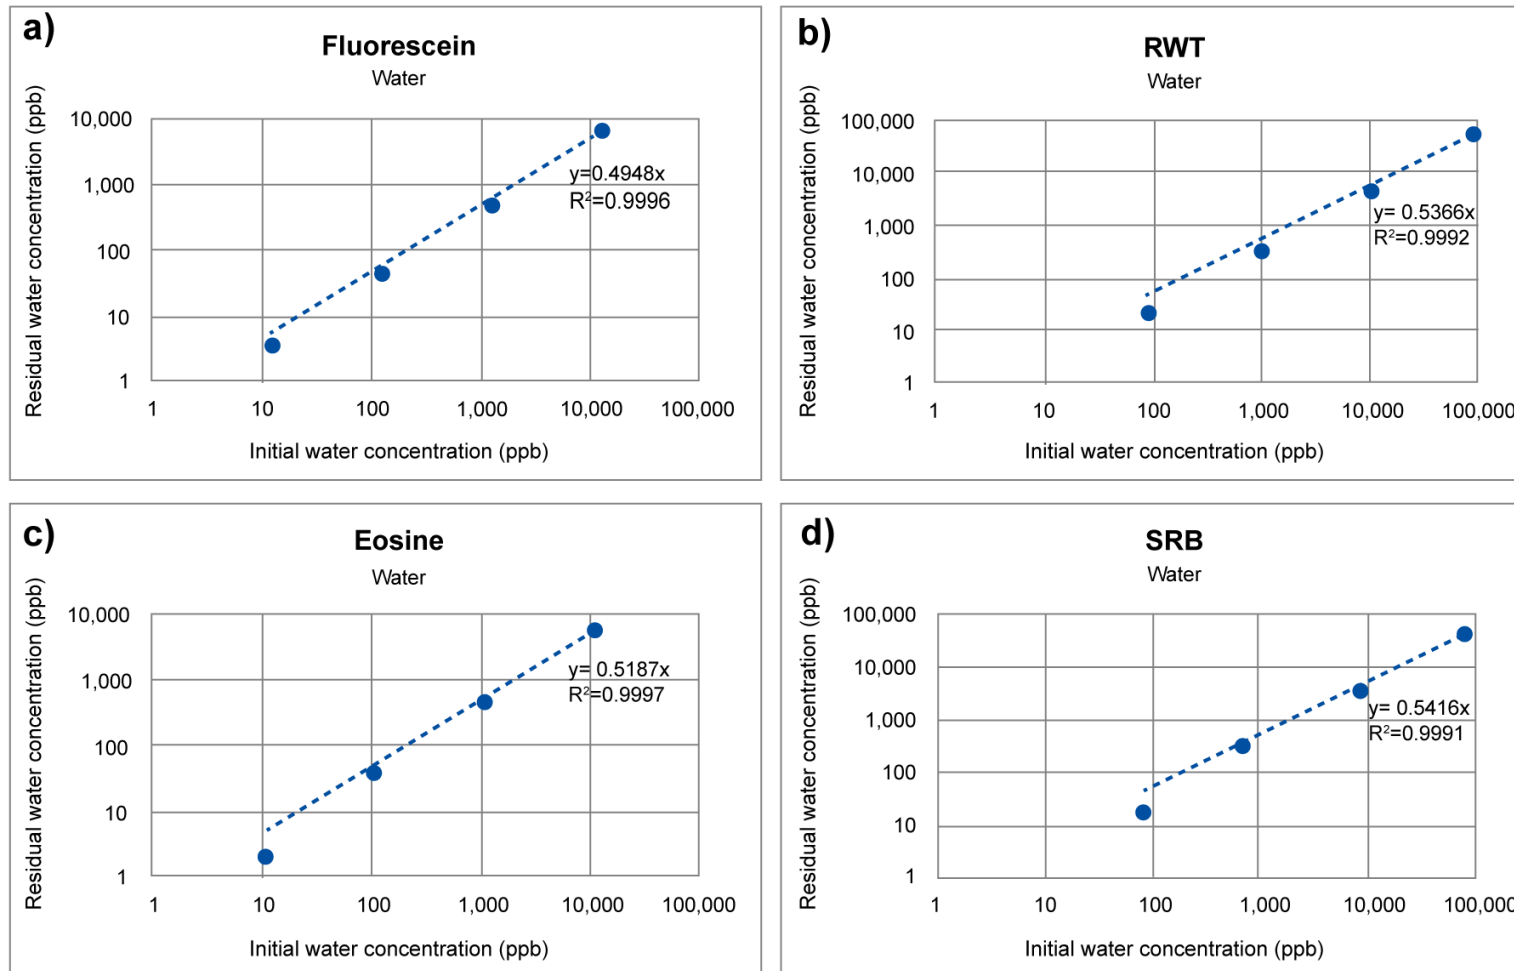 a)
Fluorescein
Water
Residual water concentration (ppb)
10,000
1,000
100
10
1
y=0.4948x
R²=0.9996
1 10 100 1,000 10,000 100,000
Initial water concentration (ppb)
b)
RWT
Water
Residual water concentration (ppb)
100,000
10,000
1,000
100
10
1
y= 0.5366x
R²=0.9992
1 10 100 1,000 10,000 100,000
Initial water concentration (ppb)
c)
Eosine
Water
Residual water concentration (ppb)
10,000
1,000
100
10
1
y= 0.5187x
R²=0.9997
1 10 100 1,000 10,000 100,000
Initial water concentration (ppb)
d)
SRB
Water
Residual water concentration (ppb)
100,000
10,000
1,000
100
10
1
y= 0.5416x
R²=0.9991
1 10 100 1,000 10,000 100,000
Initial water concentration (ppb)